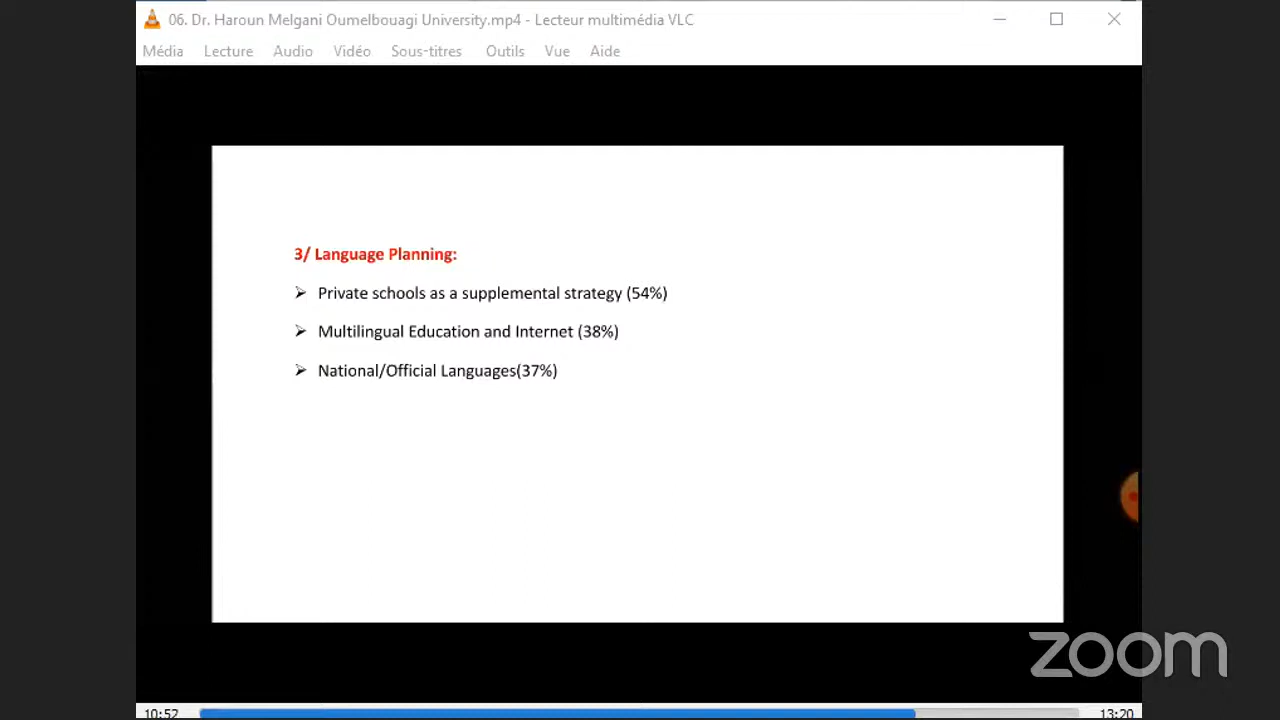 06. Dr. Haroun Melgani Oumelbouagi University.mp4 - Lecteur multimédia VLC
Média Lecture Audio Vidéo Sous-titres Outils Vue Aide
3/ Language Planning:
Private schools as a supplemental strategy (54%)
Multilingual Education and Internet (38%)
National/Official Languages(37%)
zoom
10:52 13:20